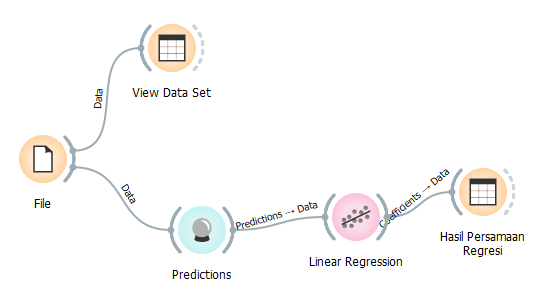 View Data Set
Data
File
Data
Predictions
Predictions → Data
Linear Regression
Coefficients → Data
Hasil Persamaan
Regresi